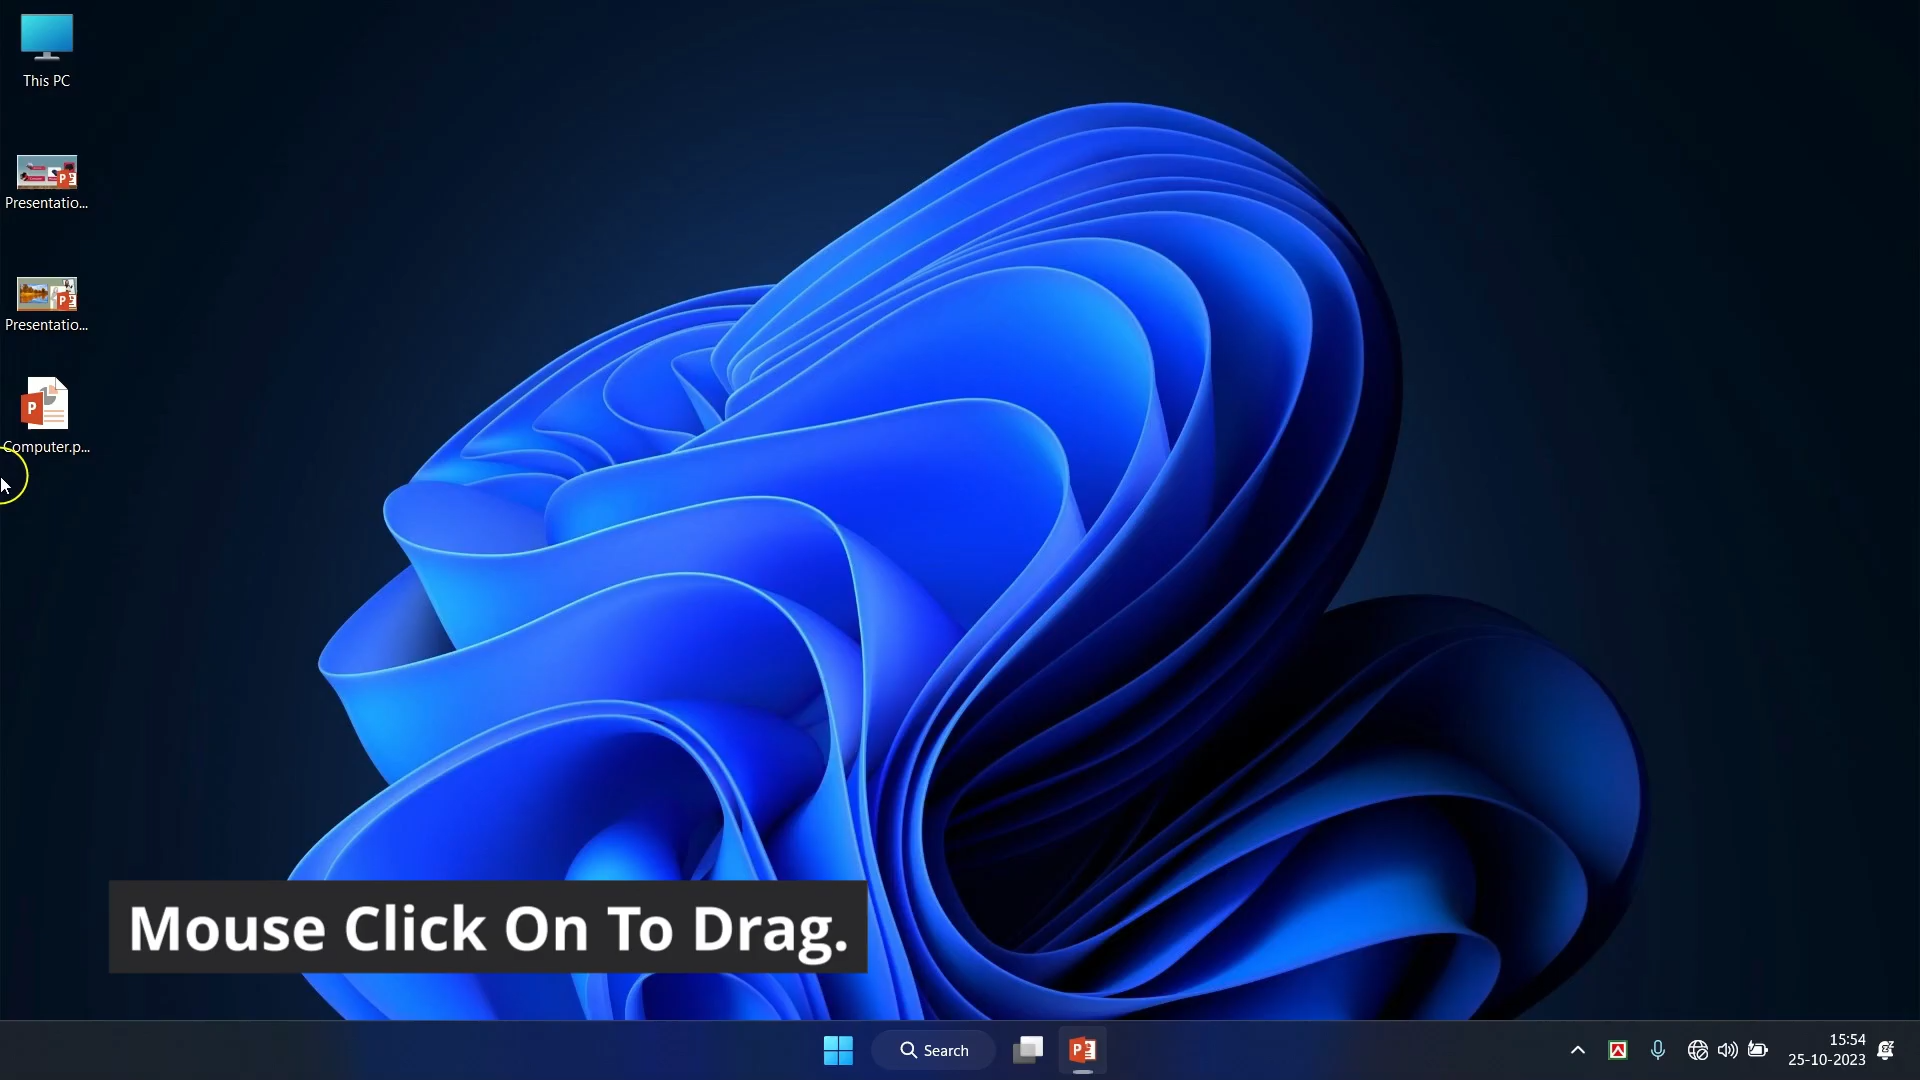 This PC
Presentatio...
Presentatio...
Computer.p...
Mouse Click On To Drag.
Search
15:54
25-10-2023